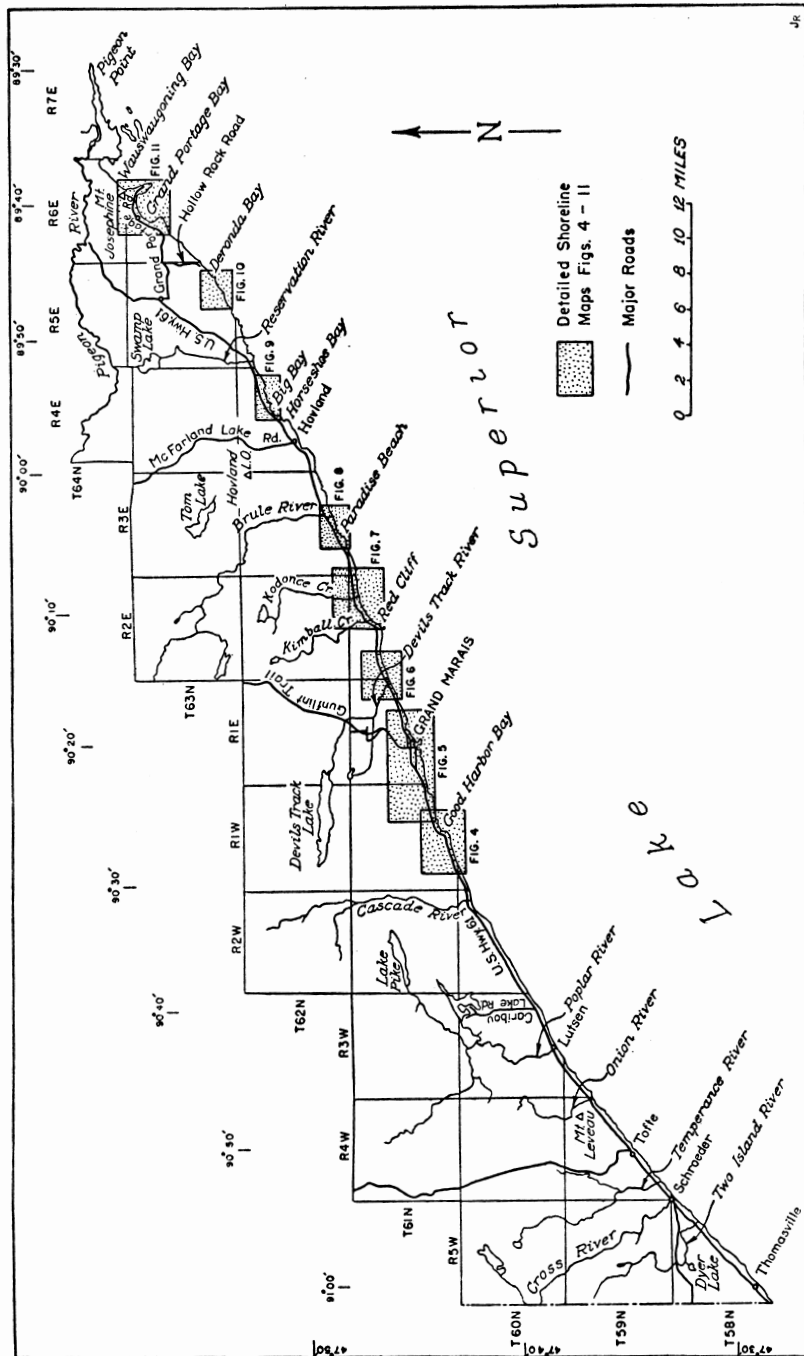 89°30'
89°40'
89°50'
90°00'
90°10'
90°20'
90°30'
90°40'
90°50'
91°00'
47°50'
47°40'
47°30'
R7E
R6E
R5E
R4E
R3E
R2E
R1E
R1W
R2W
R3W
R4W
R5W
T64N
T63N
T62N
T61N
T60N
T59N
T58N
Pigeon Point
Wauswaugoning Bay
Mt. Josephine
FIG. 11
Grand Portage Bay
Hollow Rock Road
Grand Por
Deronda Bay
FIG. 10
Reservation River
Pigeon
River
Swamp Lake
U.S. Hwy. 61
FIG. 9
Big Bay
Horseshoe Bay
Hovland
McFarland Lake Rd.
Hovland L.O.
Tom Lake
Brule River
FIG. 8
Paradise Beach
FIG. 7
Kodonce Cr.
Kimball Cr.
Red Cliff
Devils Track River
FIG. 6
Gunflint Trail
GRAND MARAIS
FIG. 5
Devils Track Lake
Good Harbor Bay
FIG. 4
Cascade River
U.S. Hwy. 61
Lake Pike
Caribou Lake Rd.
Poplar River
Lutsen
Onion River
Mt. Leveau
Tofte
Temperance River
Schroeder
Two Island River
Cross River
Dyer Lake
Thomasville
Lake
Superior
N
Detailed Shoreline
Maps Figs. 4 - 11
Major Roads
0 2 4 6 8 10 12 MILES
JR